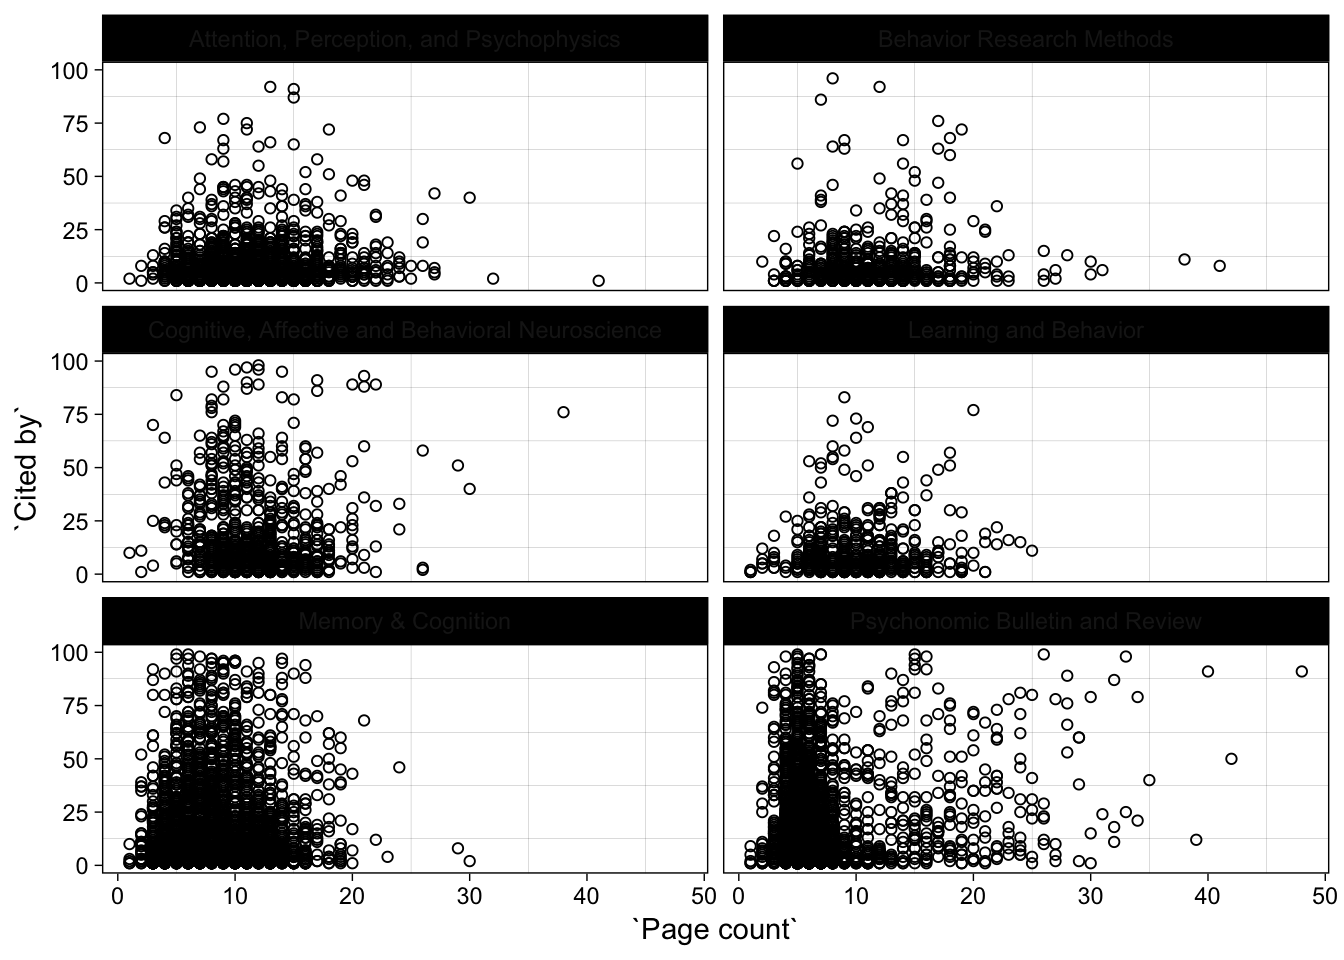 Attention, Perception, and Psychophysics
Behavior Research Methods
100
75
50
25
0
Cognitive, Affective and Behavioral Neuroscience
Learning and Behavior
100
75
50
25
0
Memory & Cognition
Psychonomic Bulletin and Review
100
75
50
25
0
0 10 20 30 40 50
0 10 20 30 40 50
`Page count`
`Cited by`